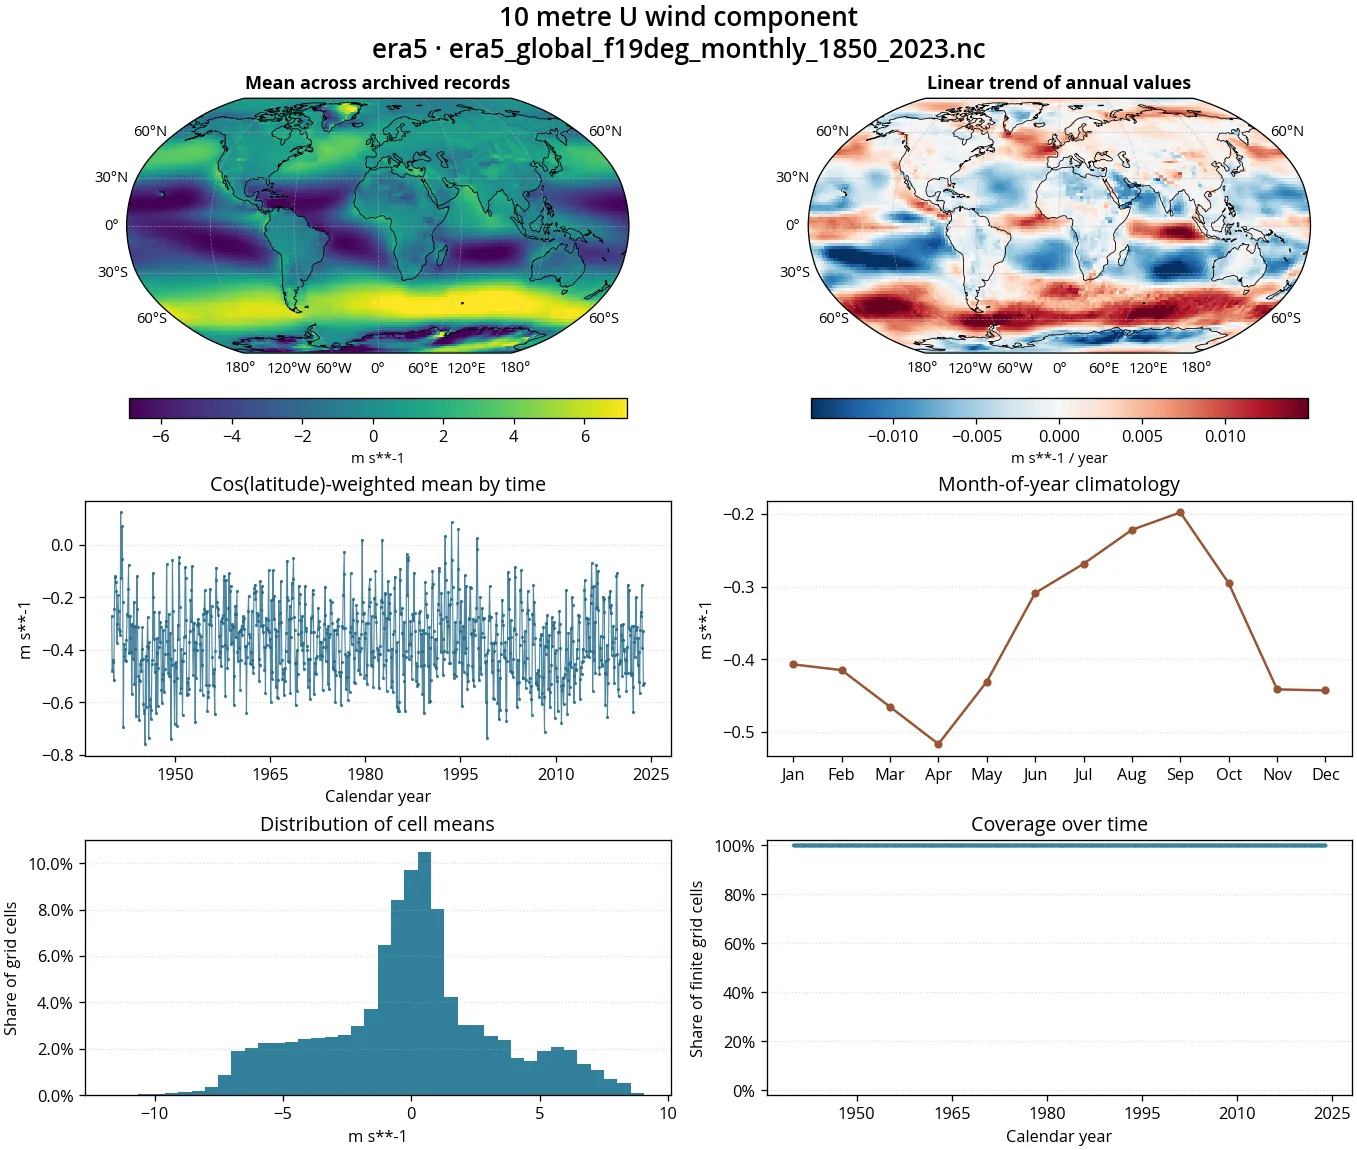 10 metre U wind component
era5 · era5_global_f19deg_monthly_1850_2023.nc
Mean across archived records
60°N
60°N
30°N
0°
30°S
60°S
60°S
180°
120°W
60°W
0°
60°E
120°E
180°
−6
−4
−2
0
2
4
6
m s**-1
Linear trend of annual values
60°N
60°N
30°N
0°
30°S
60°S
60°S
180°
120°W
60°W
0°
60°E
120°E
180°
−0.010
−0.005
0.000
0.005
0.010
m s**-1 / year
Cos(latitude)-weighted mean by time
m s**-1
0.0
−0.2
−0.4
−0.6
−0.8
1950
1965
1980
1995
2010
2025
Calendar year
Month-of-year climatology
m s**-1
−0.2
−0.3
−0.4
−0.5
Jan
Feb
Mar
Apr
May
Jun
Jul
Aug
Sep
Oct
Nov
Dec
Distribution of cell means
Share of grid cells
10.0%
8.0%
6.0%
4.0%
2.0%
0.0%
−10
−5
0
5
10
m s**-1
Coverage over time
Share of finite grid cells
100%
80%
60%
40%
20%
0%
1950
1965
1980
1995
2010
2025
Calendar year